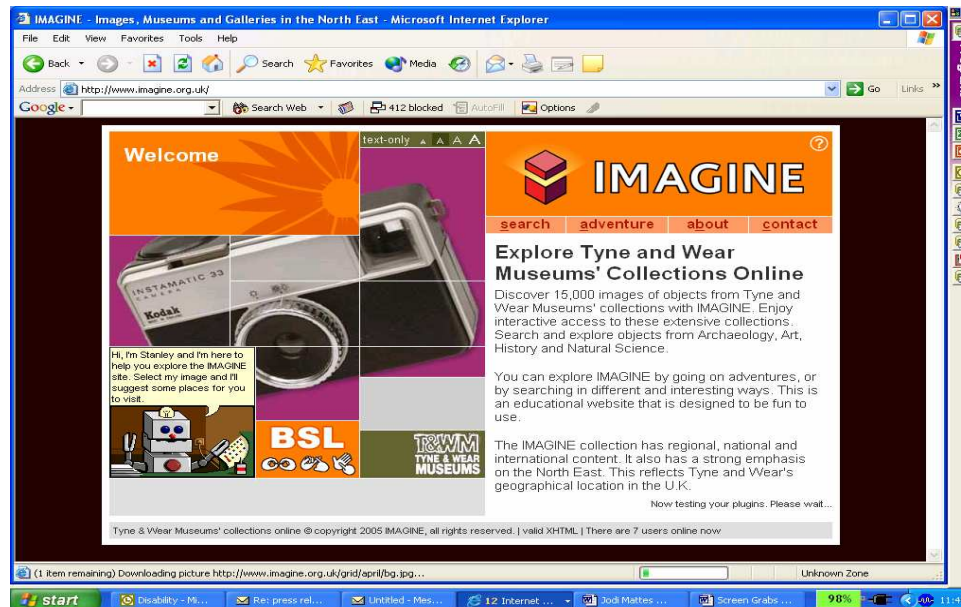 IMAGINE - Images, Museums and Galleries in the North East - Microsoft Internet Explorer
File Edit View Favorites Tools Help
Back Search Favorites Media
Address http://www.imagine.org.uk/ Go Links »
Google Search Web 412 blocked AutoFill Options
Welcome
text-only A A A A
?
IMAGINE
search adventure about contact
INSTAMATIC 33
CAMERA
Kodak
Explore Tyne and Wear
Museums' Collections Online
Discover 15,000 images of objects from Tyne and
Wear Museums' collections with IMAGINE. Enjoy
interactive access to these extensive collections.
Search and explore objects from Archaeology, Art,
History and Natural Science.
You can explore IMAGINE by going on adventures, or
by searching in different and interesting ways. This is
an educational website that is designed to be fun to
use.
The IMAGINE collection has regional, national and
international content. It also has a strong emphasis
on the North East. This reflects Tyne and Wear's
geographical location in the U.K.
Now testing your plugins. Please wait...
Hi, I'm Stanley and I'm here to
help you explore the IMAGINE
site. Select my image and I'll
suggest some places for you
to visit.
BSL
T&WM
TYNE & WEAR
MUSEUMS
Tyne & Wear Museums' collections online © copyright 2005 IMAGINE, all rights reserved. | valid XHTML | There are 7 users online now
(1 item remaining) Downloading picture http://www.imagine.org.uk/grid/april/bg.jpg... Unknown Zone
start Disability - Mi... Re: press rel... Untitled - Mes... 12 Internet ... Jodi Mattes ... Screen Grabs ... 98%